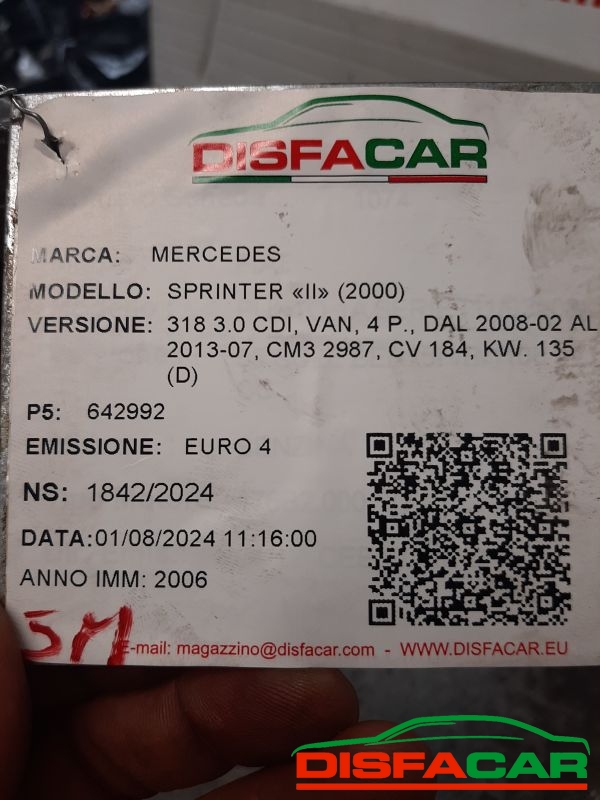 DISFACAR
MARCA: MERCEDES
MODELLO: SPRINTER «II» (2000)
VERSIONE: 318 3.0 CDI, VAN, 4 P., DAL 2008-02 AL
2013-07, CM3 2987, CV 184, KW. 135
(D)
P5: 642992
EMISSIONE: EURO 4
NS: 1842/2024
DATA:01/08/2024 11:16:00
ANNO IMM: 2006
E-mail: magazzino@disfacar.com - WWW.DISFACAR.EU
DISFACAR